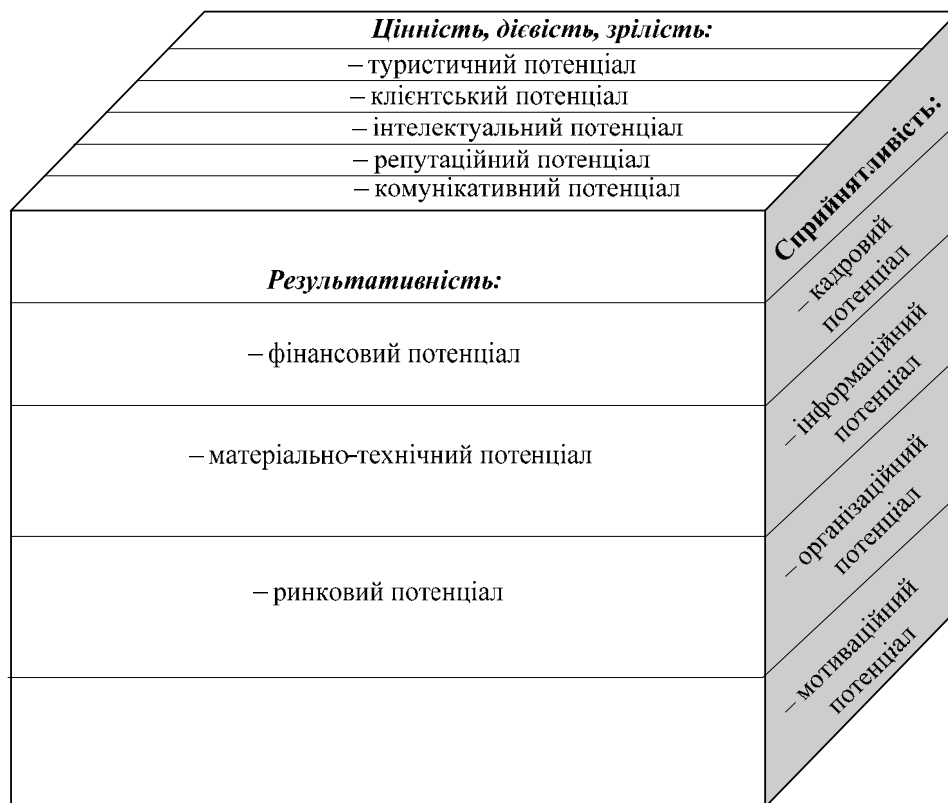 Цінність, дієвість, зрілість:
– туристичний потенціал
– клієнтський потенціал
– інтелектуальний потенціал
– репутаційний потенціал
– комунікативний потенціал
Результативність:
– фінансовий потенціал
– матеріально-технічний потенціал
– ринковий потенціал
Сприйнятливість:
– кадровий
потенціал
– інформаційний
потенціал
– організаційний
потенціал
– мотиваційний
потенціал